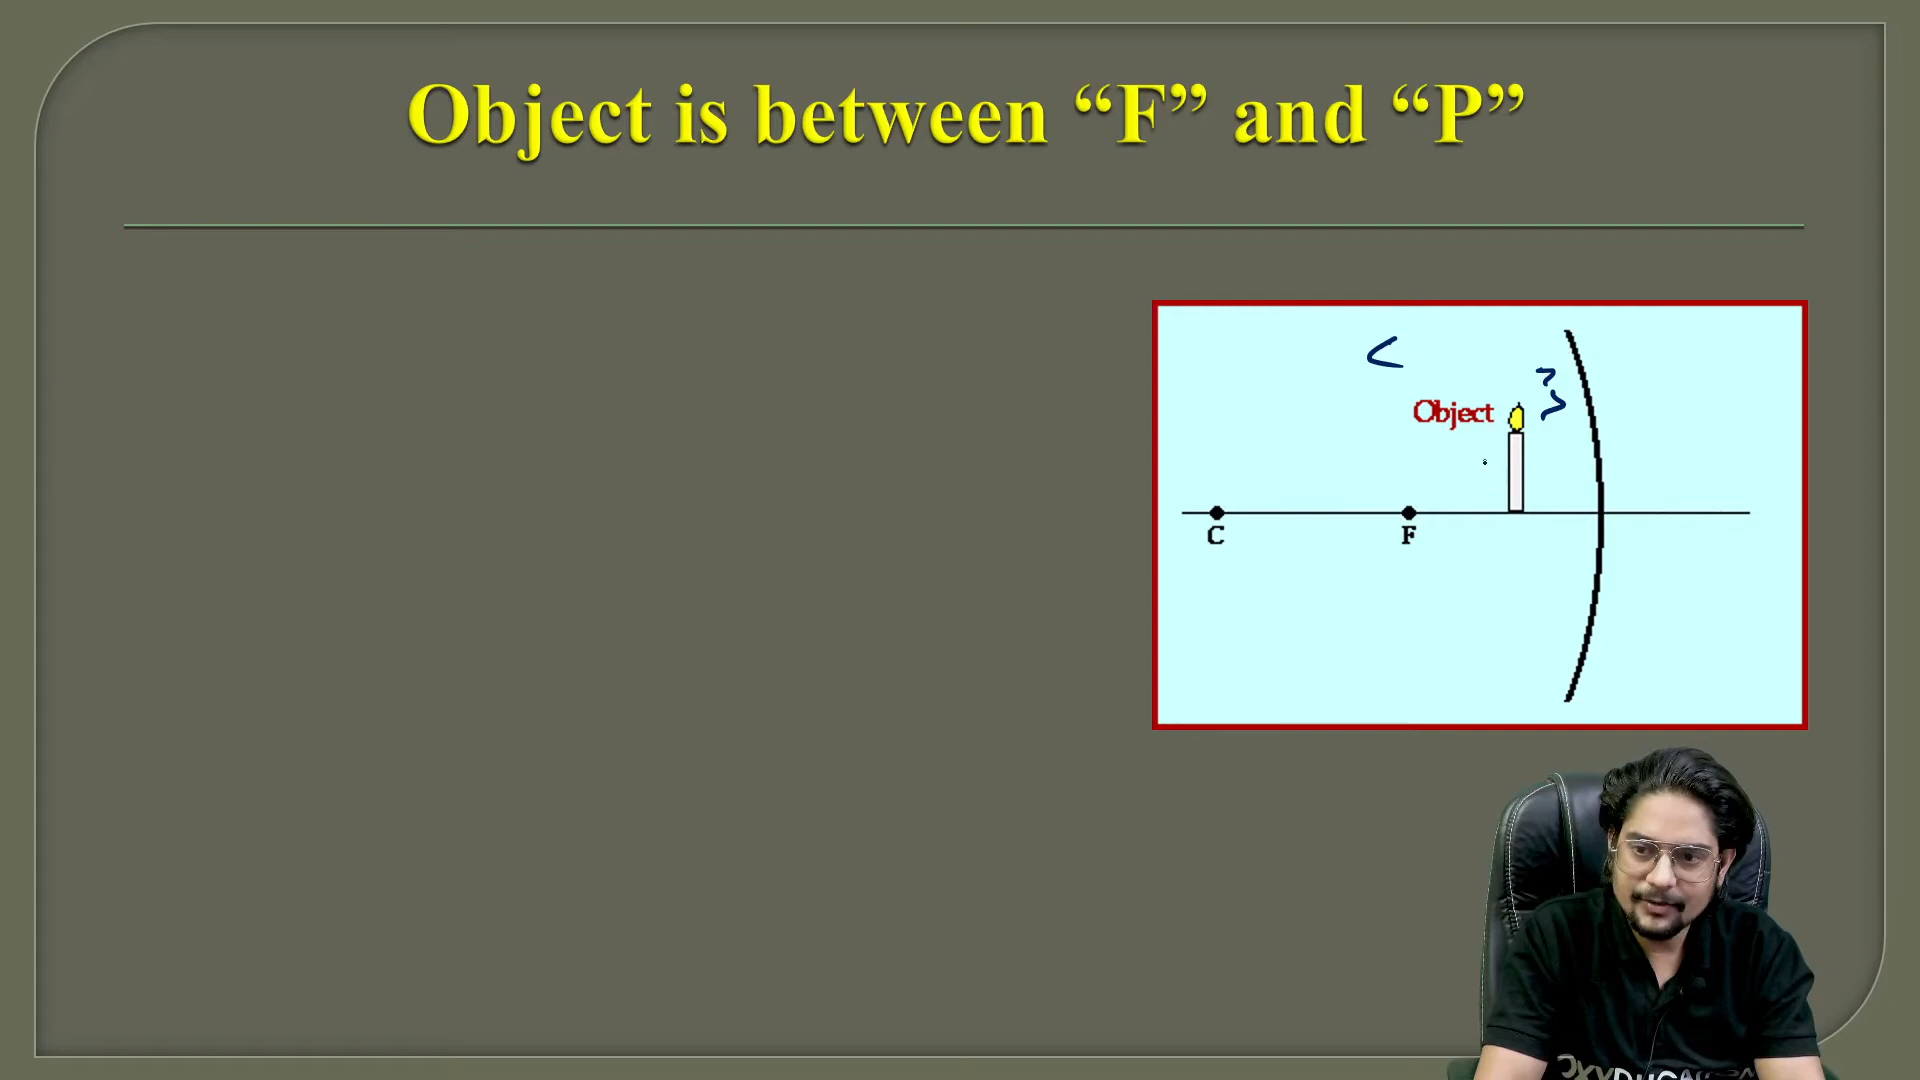 Object is between “F” and “P”
Object
C
F